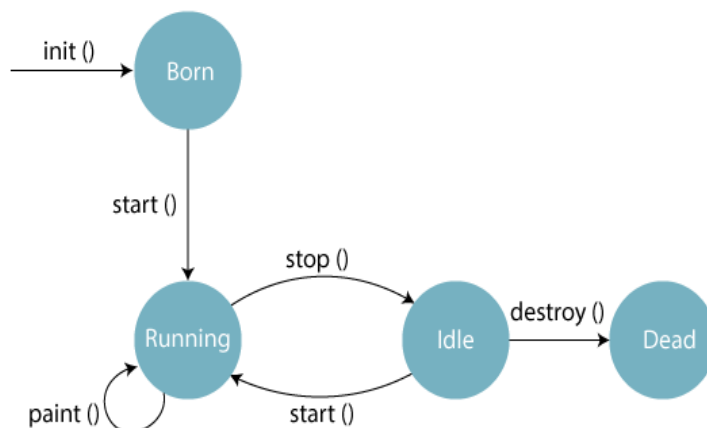 init ()
Born
start ()
stop ()
destroy ()
Running
Idle
Dead
paint ()
start ()